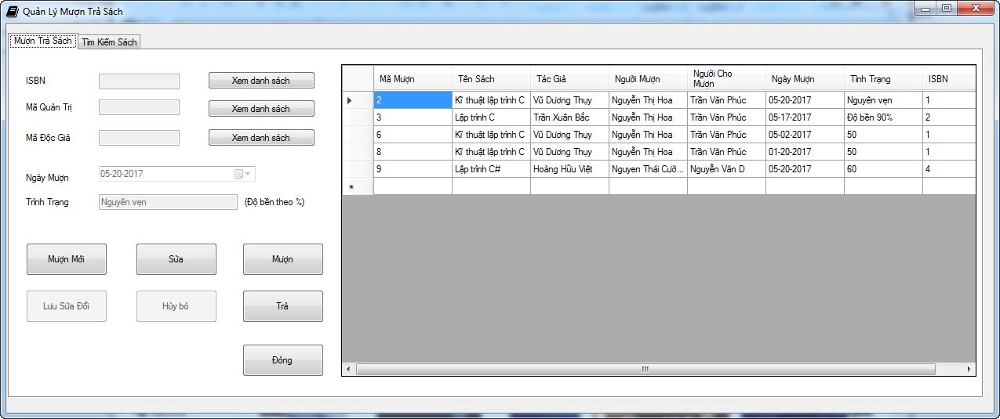 Quản Lý Mượn Trả Sách
Mượn Trả Sách Tìm Kiếm Sách
ISBN Xem danh sách
Mã Quản Trị Xem danh sách
Mã Độc Giả Xem danh sách
Ngày Mượn 05-20-2017
Trình Trạng Nguyên vẹn (Độ bền theo %)
Mượn Mới Sửa Mượn
Lưu Sửa Đổi Hủy bỏ Trả
Đóng
Mã Mượn Tên Sách Tác Giả Người Mượn Người Cho Mượn Ngày Mượn Tình Trạng ISBN
2 Kĩ thuật lập trình C Vũ Dương Thụy Nguyễn Thị Hoa Trần Văn Phúc 05-20-2017 Nguyên vẹn 1
3 Lập trình C Trần Xuân Bắc Nguyễn Thị Hoa Trần Văn Phúc 05-17-2017 Độ bền 90% 2
6 Kĩ thuật lập trình C Vũ Dương Thụy Nguyễn Thị Hoa Trần Văn Phúc 05-02-2017 50 1
8 Kĩ thuật lập trình C Vũ Dương Thụy Nguyễn Thị Hoa Trần Văn Phúc 01-20-2017 50 1
9 Lập trình C# Hoàng Hữu Việt Nguyen Thái Cườ... Nguyễn Văn D 05-20-2017 60 4